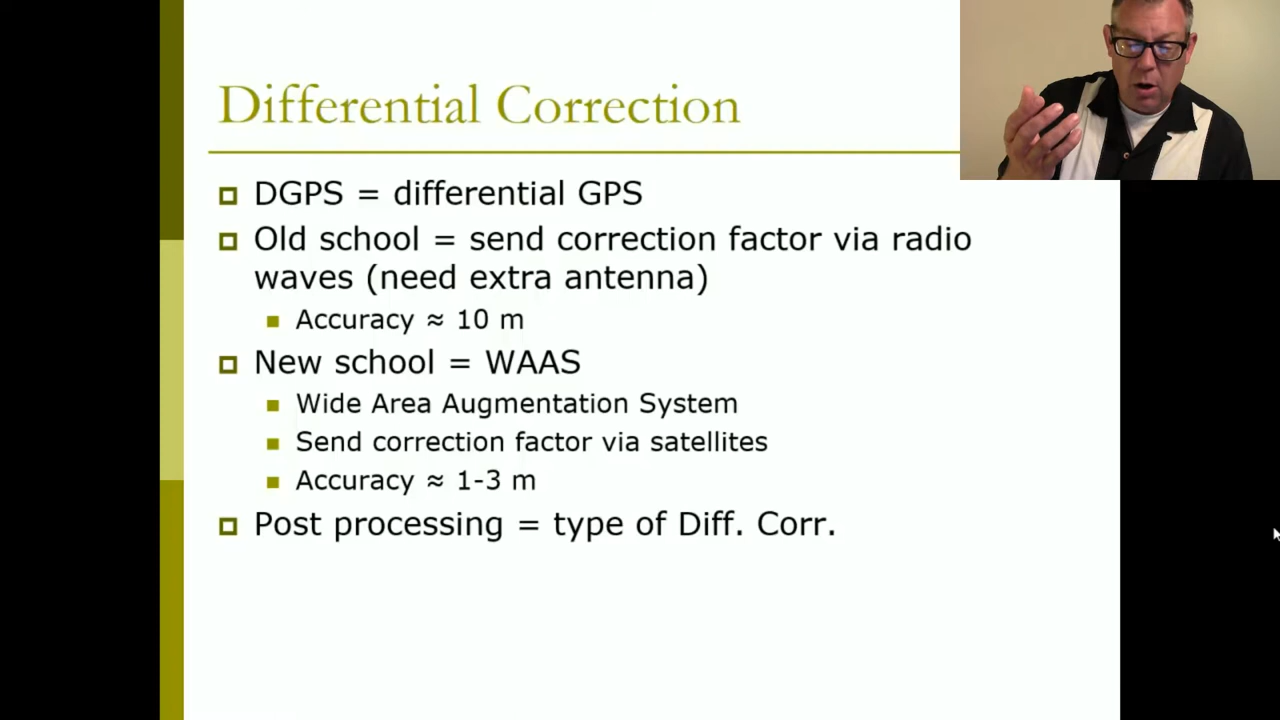 Differential Correction
DGPS = differential GPS
Old school = send correction factor via radio
waves (need extra antenna)
Accuracy ≈ 10 m
New school = WAAS
Wide Area Augmentation System
Send correction factor via satellites
Accuracy ≈ 1-3 m
Post processing = type of Diff. Corr.